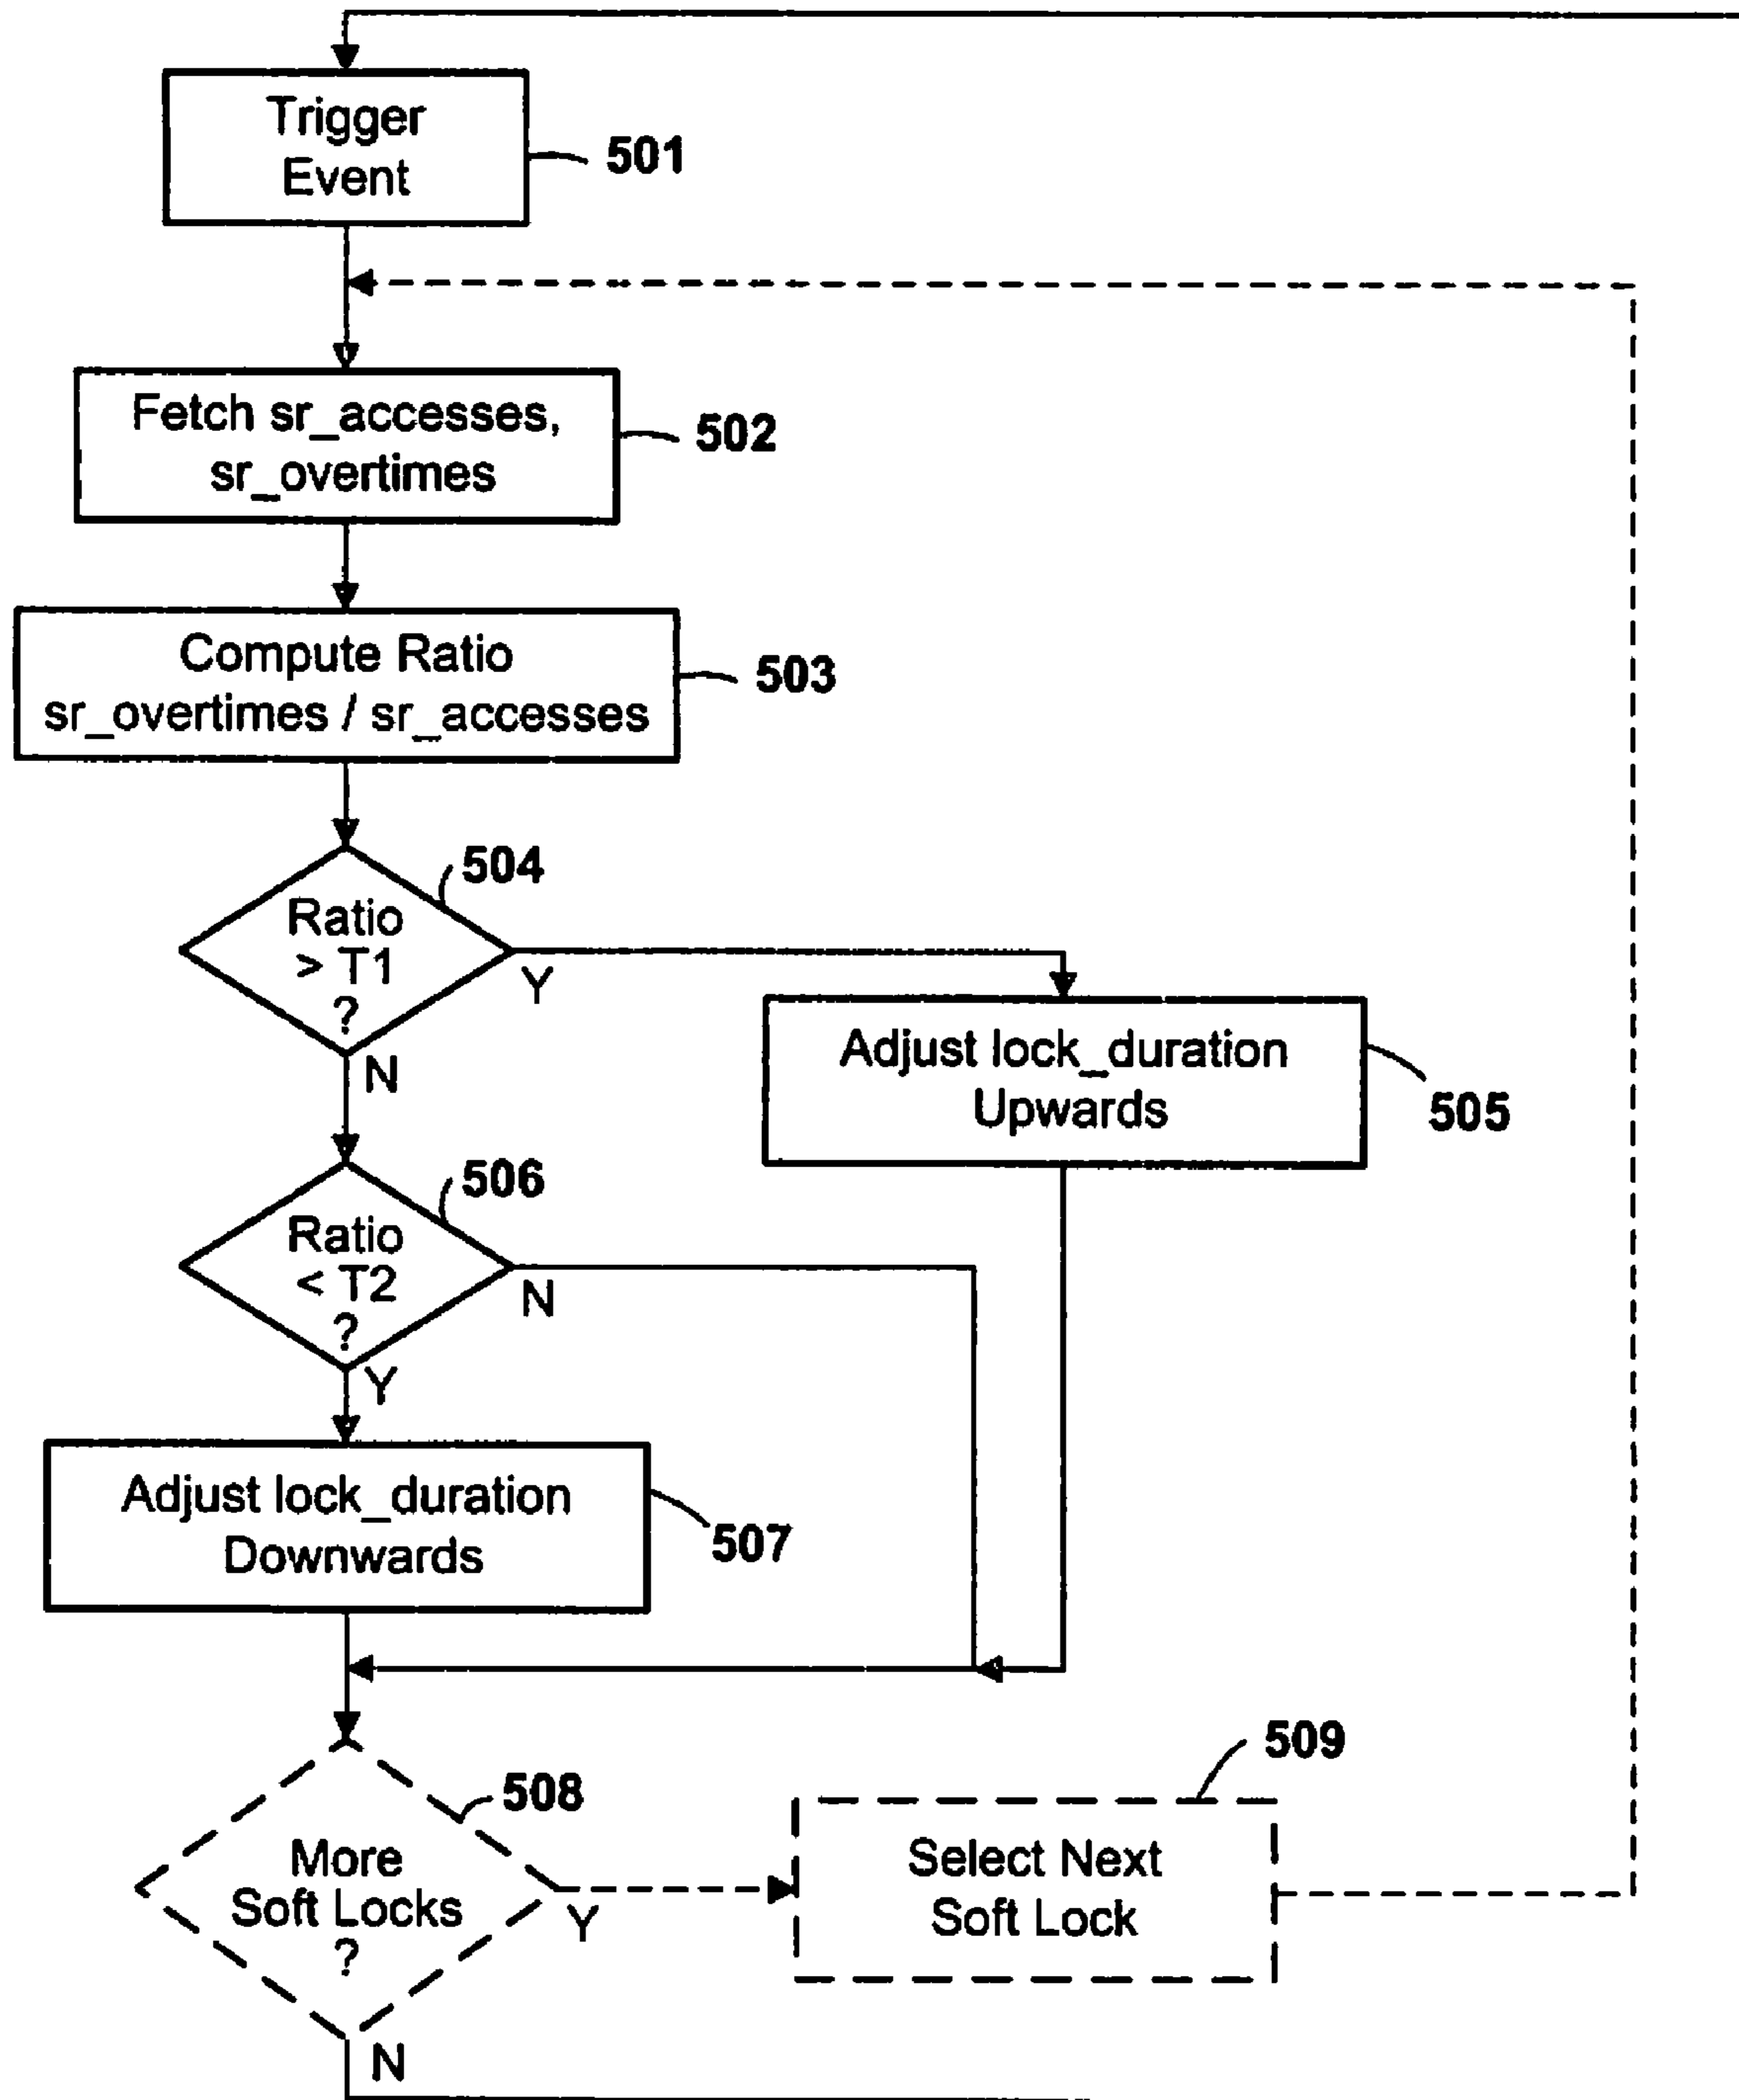 Trigger
Event
501
Fetch sr_accesses,
sr_overtimes
502
Compute Ratio
sr_overtimes / sr_accesses
503
504
Ratio
> T1
?
Y
N
Adjust lock_duration
Upwards
505
506
Ratio
< T2
?
N
Y
Adjust lock_duration
Downwards
507
508
More
Soft Locks
?
Y
N
509
Select Next
Soft Lock